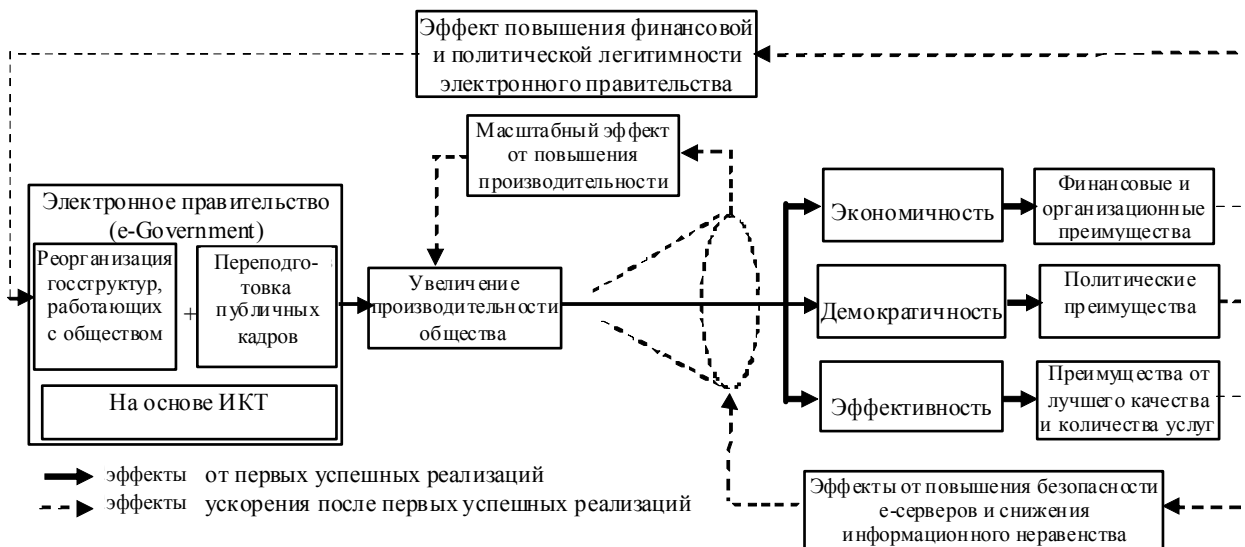 Эффект повышения финансовой
и политической легитимности
электронного правительства
Масштабный эффект
от повышения
производительности
Электронное правительство
(e-Government)
Реорганизация
госструктур,
работающих
с обществом
+
Переподго-
товка
публичных
кадров
На основе ИКТ
Увеличение
производительности
общества
Экономичность
Финансовые и
организационные
преимущества
Демократичность
Политические
преимущества
Эффективность
Преимущества от
лучшего качества
и количества услуг
эффекты от первых успешных реализаций
эффекты ускорения после первых успешных реализаций
Эффекты от повышения безопасности
е-серверов и снижения
информационного неравенства